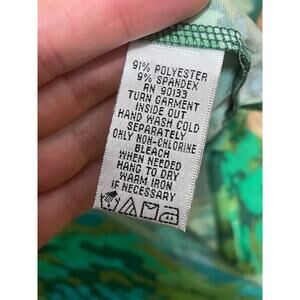 91% POLYESTER
9% SPANDEX
RN 90133
TURN GARMENT
INSIDE OUT
HAND WASH COLD
SEPARATELY
ONLY NON-CHLORINE
BLEACH
WHEN NEEDED
HANG TO DRY
WARM IRON
IF NECESSARY